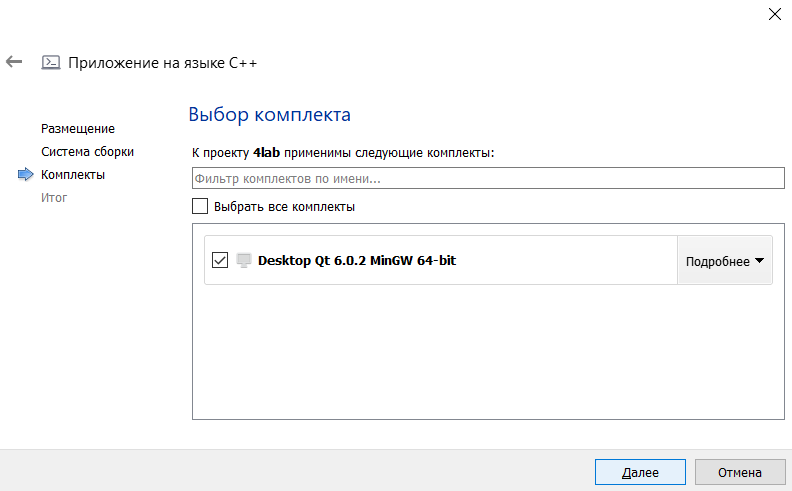 Приложение на языке C++
Размещение
Система сборки
Комплекты
Итог
Выбор комплекта
К проекту 4lab применимы следующие комплекты:
Фильтр комплектов по имени...
Выбрать все комплекты
Desktop Qt 6.0.2 MinGW 64-bit
Подробнее
Далее
Отмена